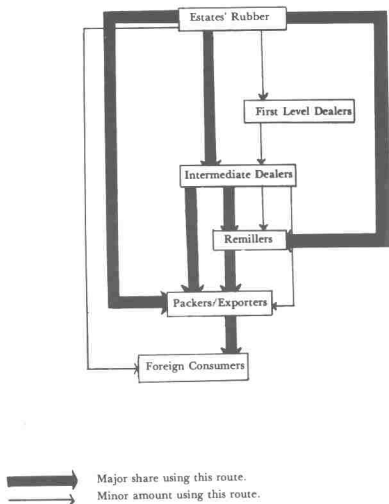 Estates' Rubber
First Level Dealers
Intermediate Dealers
Remillers
Packers/Exporters
Foreign Consumers
Major share using this route.
Minor amount using this route.